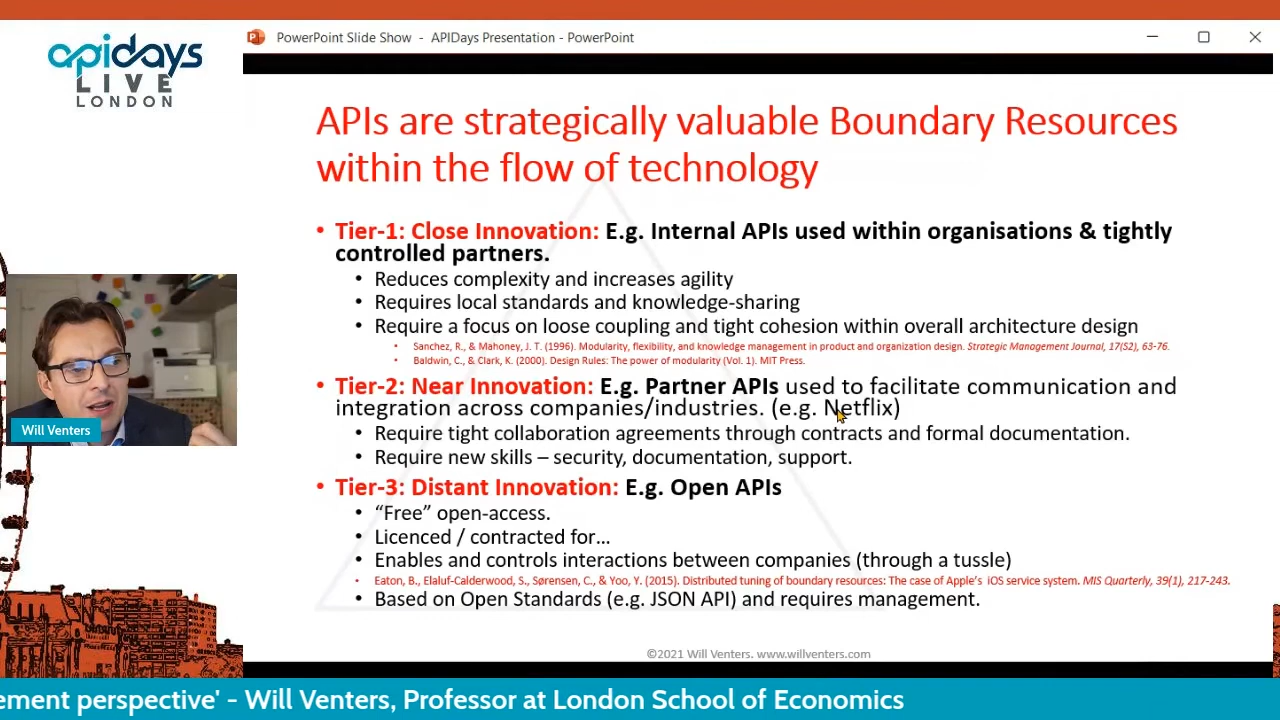 apidays
LIVE
LONDON
PowerPoint Slide Show - APIDays Presentation - PowerPoint
APIs are strategically valuable Boundary Resources
within the flow of technology
• Tier-1: Close Innovation: E.g. Internal APIs used within organisations & tightly
controlled partners.
• Reduces complexity and increases agility
• Requires local standards and knowledge-sharing
• Require a focus on loose coupling and tight cohesion within overall architecture design
• Sanchez, R., & Mahoney, J. T. (1996). Modularity, flexibility, and knowledge management in product and organization design. Strategic Management Journal, 17(S2), 63-76.
• Baldwin, C., & Clark, K. (2000). Design Rules: The power of modularity (Vol. 1). MIT Press.
• Tier-2: Near Innovation: E.g. Partner APIs used to facilitate communication and
integration across companies/industries. (e.g. Netflix)
• Require tight collaboration agreements through contracts and formal documentation.
• Require new skills – security, documentation, support.
• Tier-3: Distant Innovation: E.g. Open APIs
• “Free” open-access.
• Licenced / contracted for…
• Enables and controls interactions between companies (through a tussle)
• Eaton, B., Elaluf-Calderwood, S., Sørensen, C., & Yoo, Y. (2015). Distributed tuning of boundary resources: The case of Apple's iOS service system. MIS Quarterly, 39(1), 217-243.
• Based on Open Standards (e.g. JSON API) and requires management.
©2021 Will Venters. www.willventers.com
Will Venters
ement perspective' - Will Venters, Professor at London School of Economics